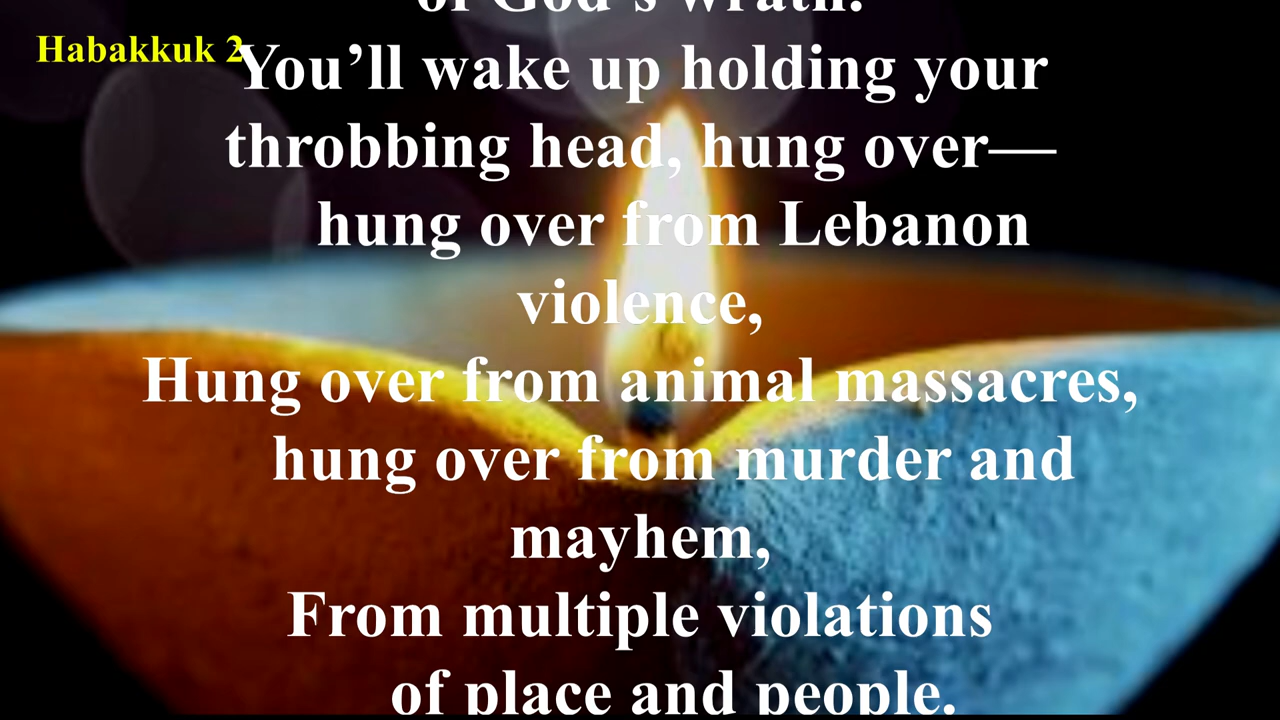 of God's wrath.
Habakkuk 2
You’ll wake up holding your
throbbing head, hung over—
hung over from Lebanon
violence,
Hung over from animal massacres,
hung over from murder and
mayhem,
From multiple violations
of place and people.